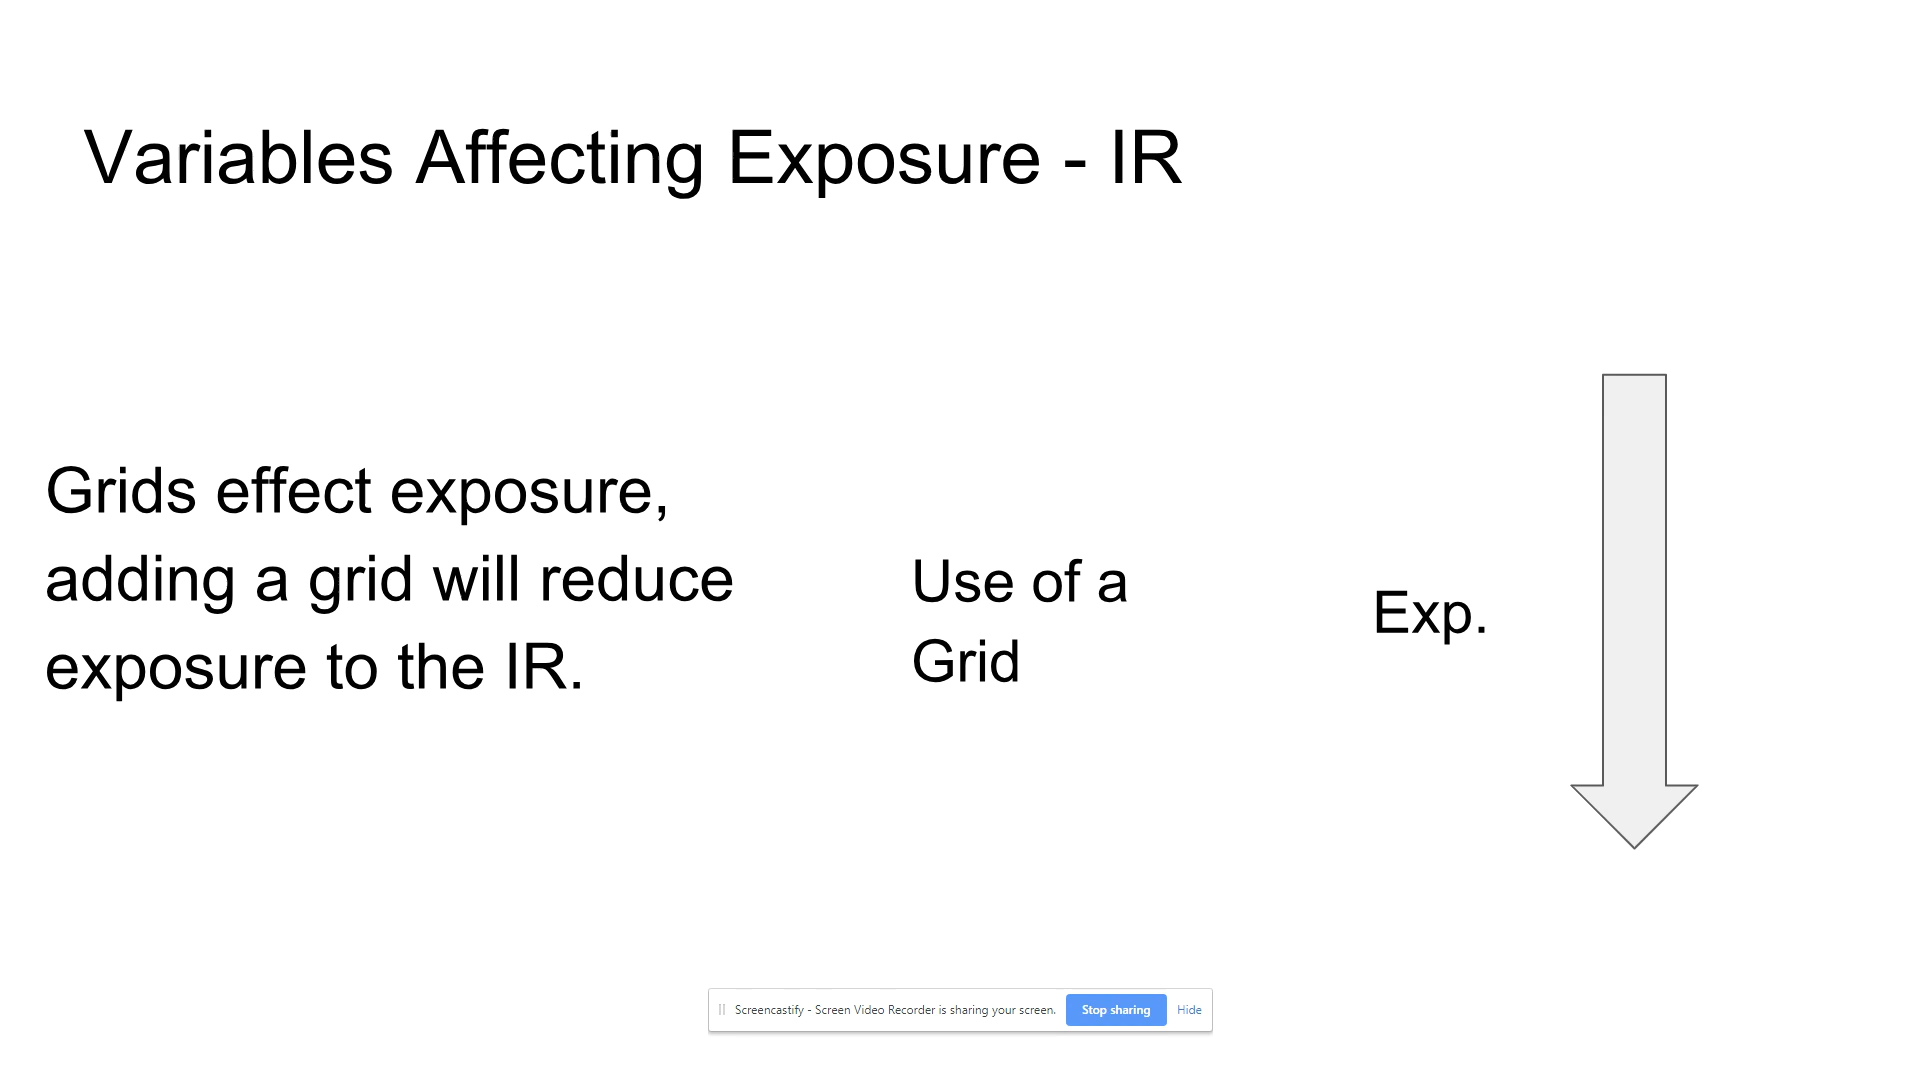 Variables Affecting Exposure - IR
Grids effect exposure,
adding a grid will reduce
exposure to the IR.
Use of a
Grid
Exp.
Screencastify - Screen Video Recorder is sharing your screen. Stop sharing Hide